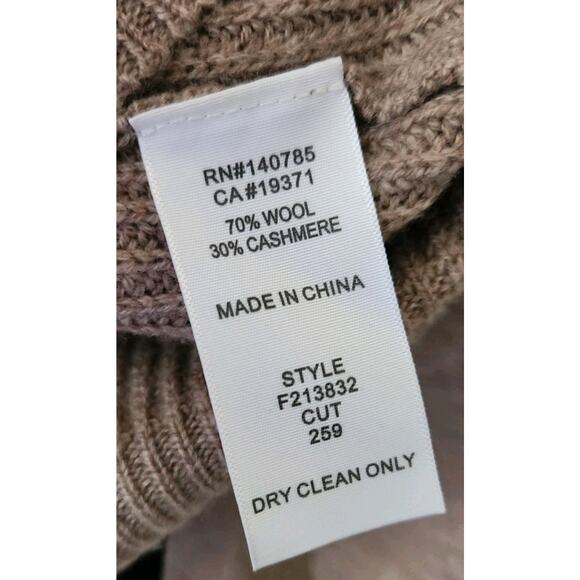 RN#140785
CA#19371
70% WOOL
30% CASHMERE
MADE IN CHINA
STYLE
F213832
CUT
259
DRY CLEAN ONLY